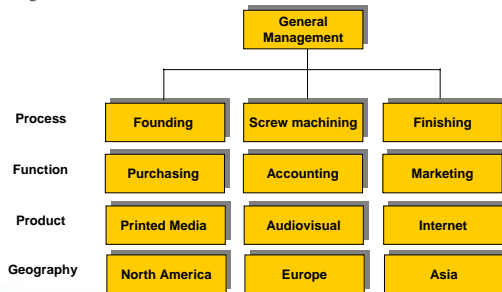 General
Management
Process Founding Screw machining Finishing
Function Purchasing Accounting Marketing
Product Printed Media Audiovisual Internet
Geography North America Europe Asia